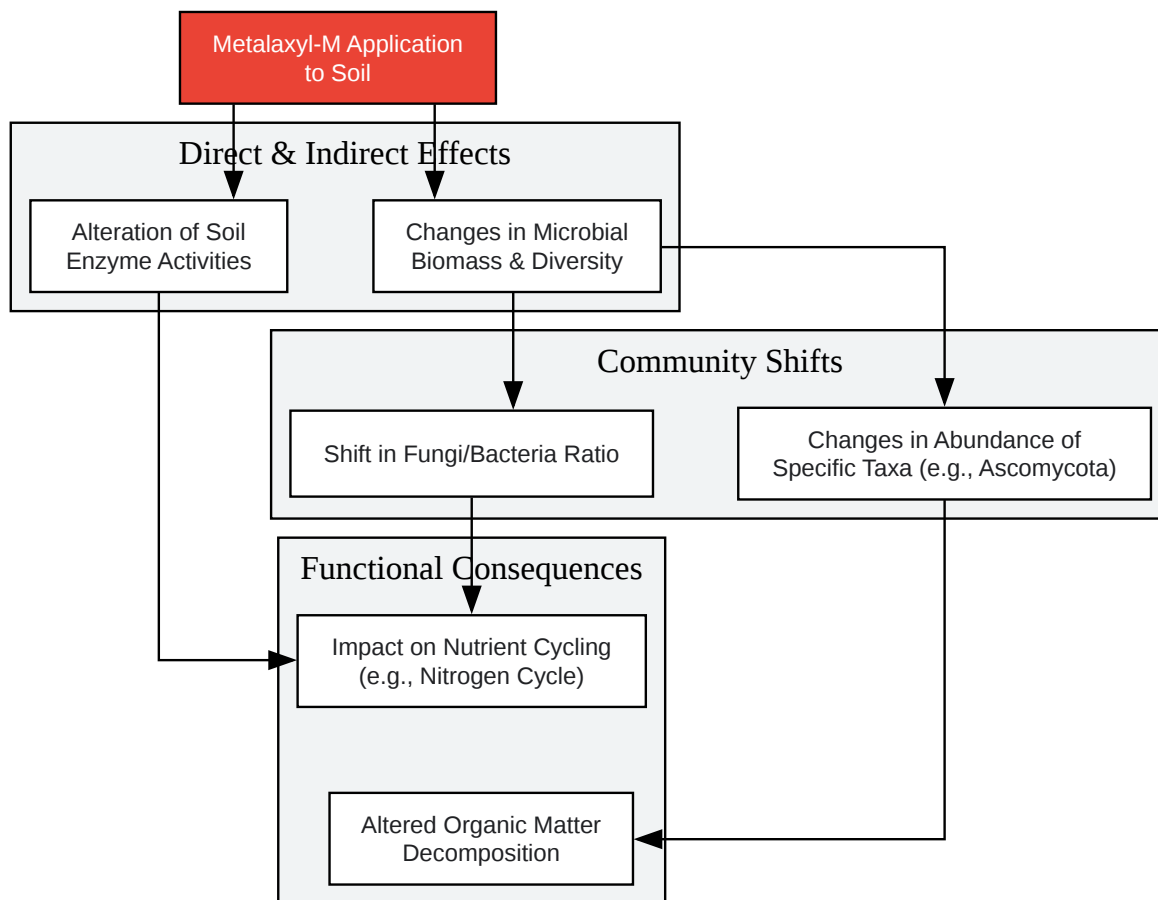 Metalaxyl-M Application
to Soil
Direct & Indirect Effects
Alteration of Soil
Enzyme Activities
Changes in Microbial
Biomass & Diversity
Community Shifts
Shift in Fungi/Bacteria Ratio
Changes in Abundance of
Specific Taxa (e.g., Ascomycota)
Functional Consequences
Impact on Nutrient Cycling
(e.g., Nitrogen Cycle)
Altered Organic Matter
Decomposition